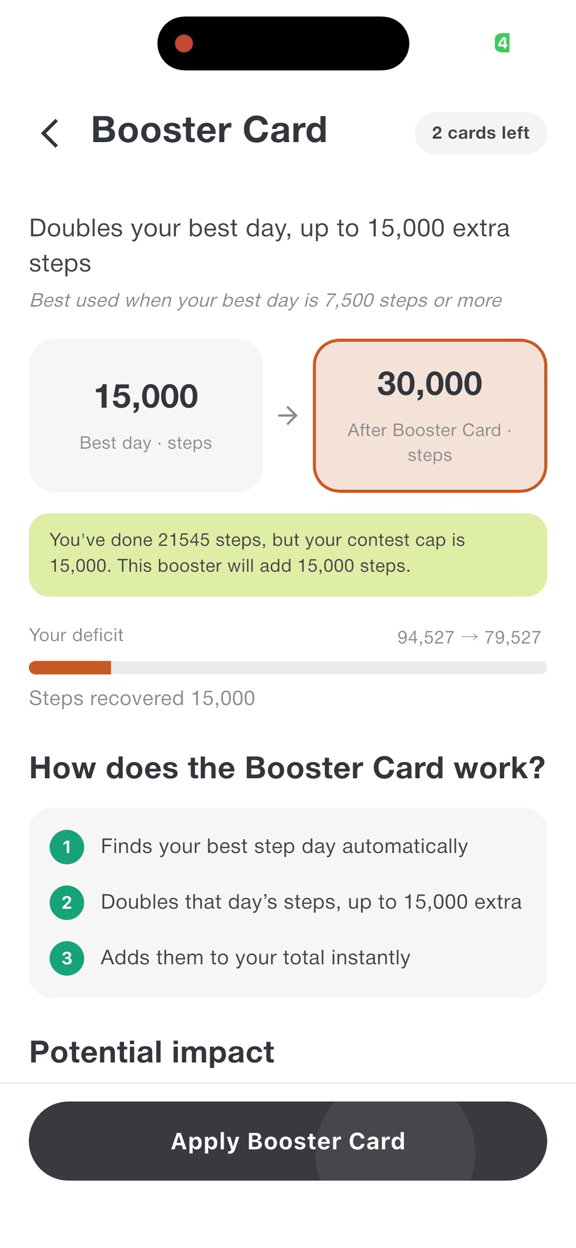 4
Booster Card
2 cards left
Doubles your best day, up to 15,000 extra
steps
Best used when your best day is 7,500 steps or more
15,000
Best day · steps
→
30,000
After Booster Card ·
steps
You've done 21545 steps, but your contest cap is
15,000. This booster will add 15,000 steps.
Your deficit
94,527 → 79,527
Steps recovered 15,000
How does the Booster Card work?
1 Finds your best step day automatically
2 Doubles that day’s steps, up to 15,000 extra
3 Adds them to your total instantly
Potential impact
Apply Booster Card